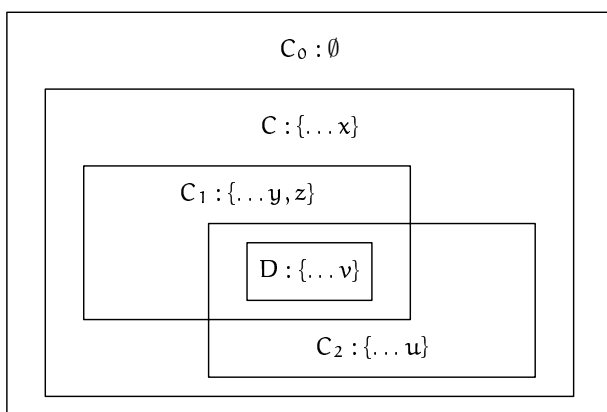 C₀ : ∅
C : {... x}
C₁ : {... y, z}
D : {... v}
C₂ : {... u}